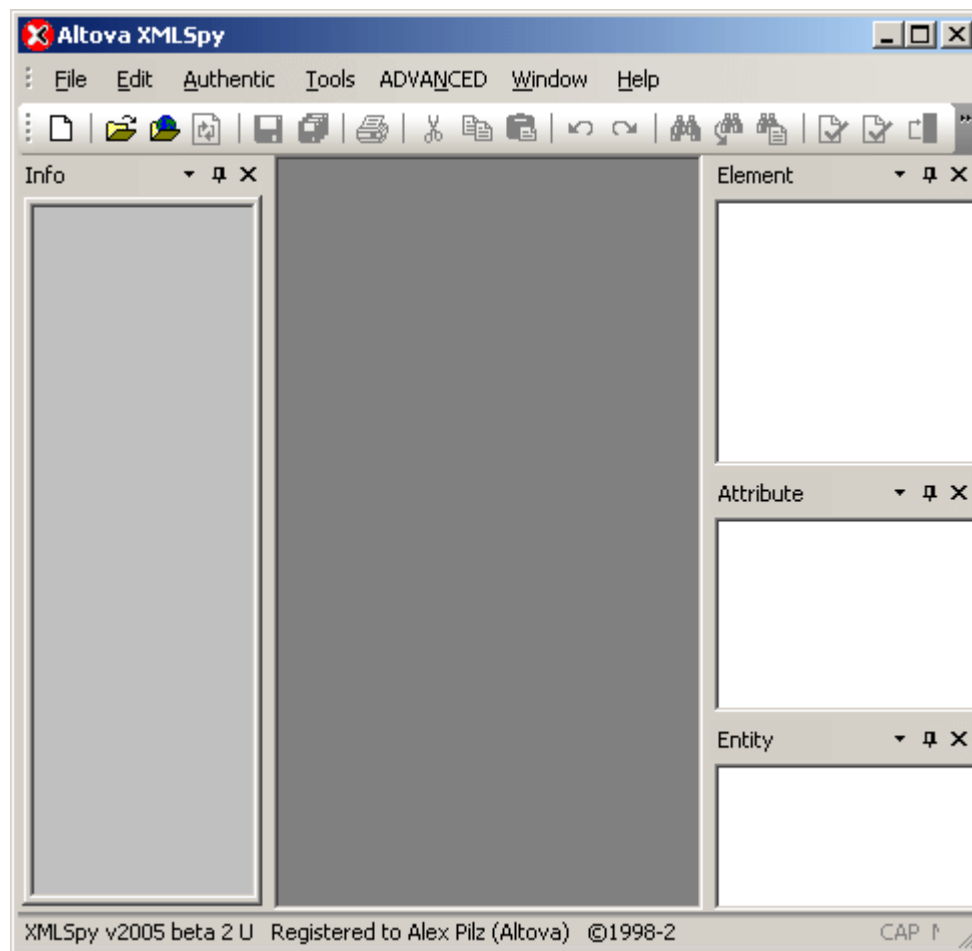 Altova XMLSpy
File Edit Authentic Tools ADVANCED Window Help
Info
Element
Attribute
Entity
XMLSpy v2005 beta 2 U Registered to Alex Pilz (Altova) ©1998-2 CAP